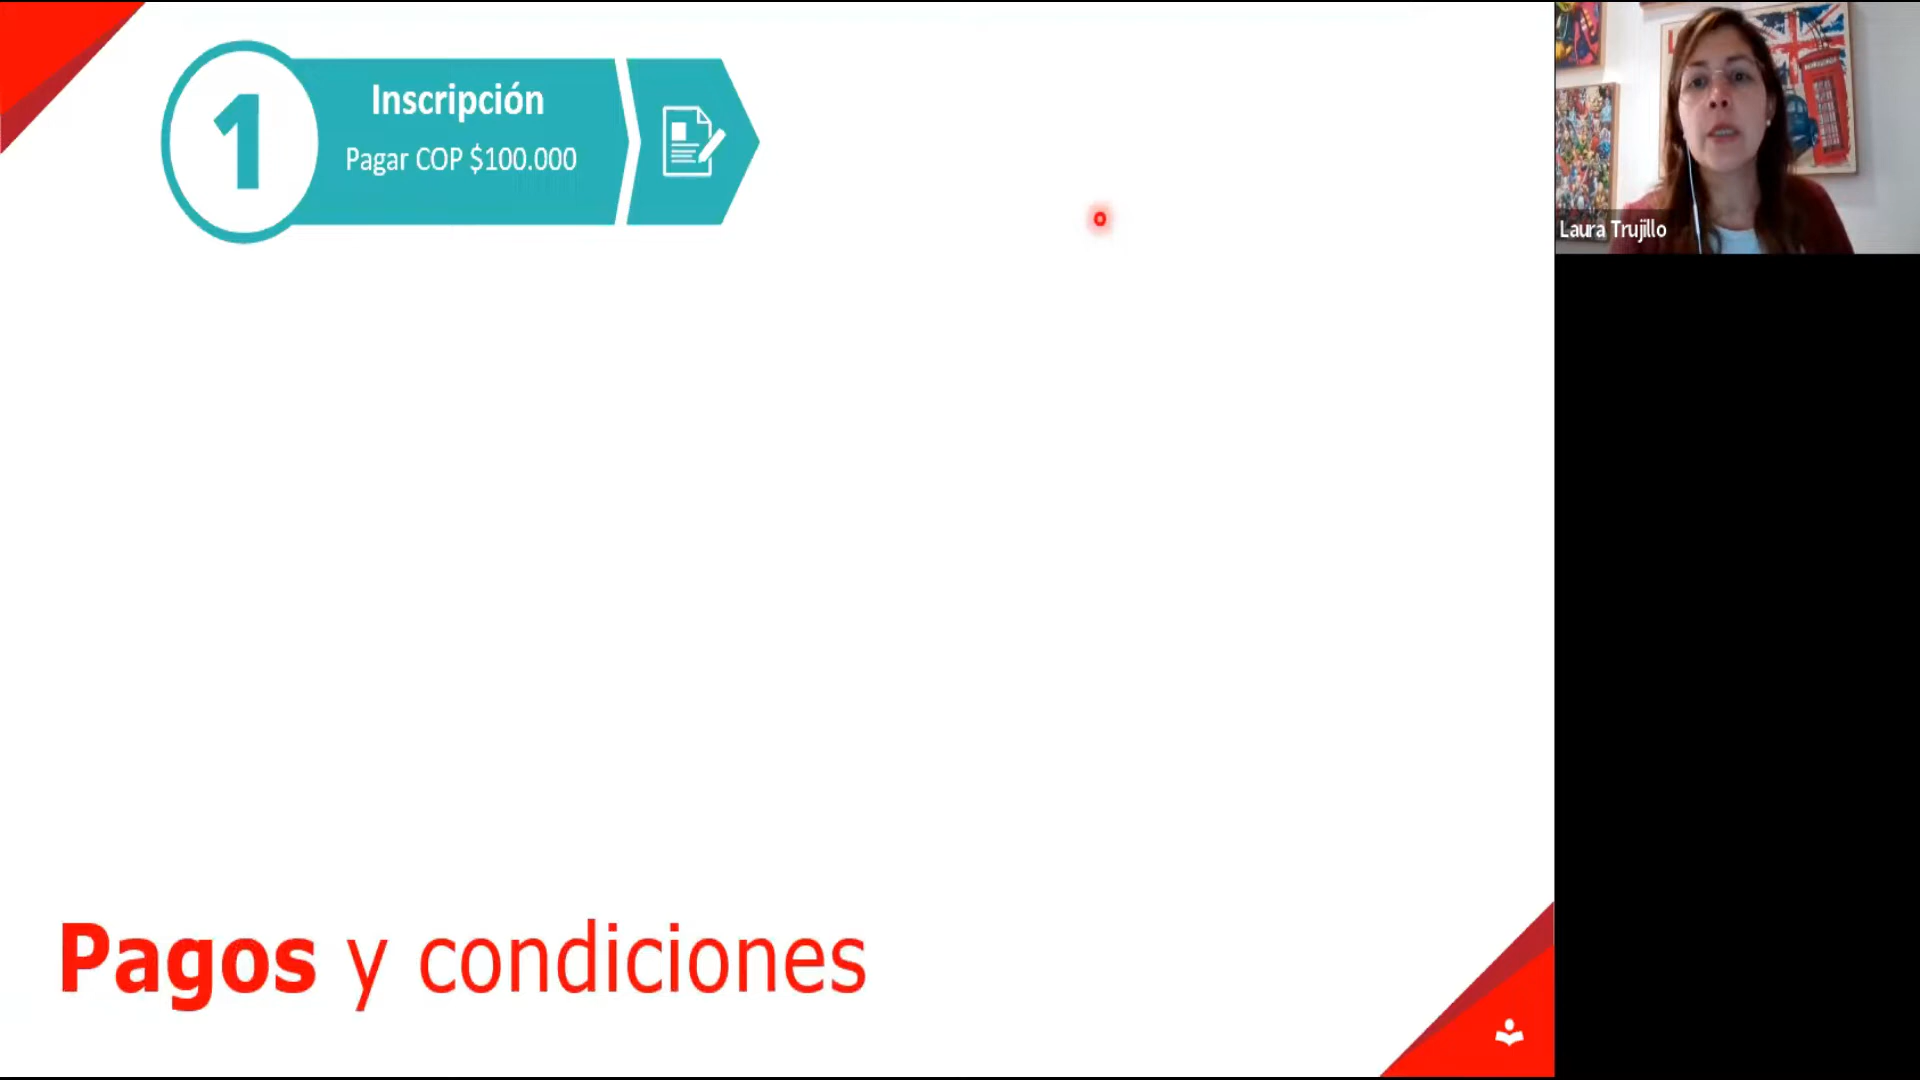 1
Inscripción
Pagar COP $100.000
Laura Trujillo
Pagos y condiciones